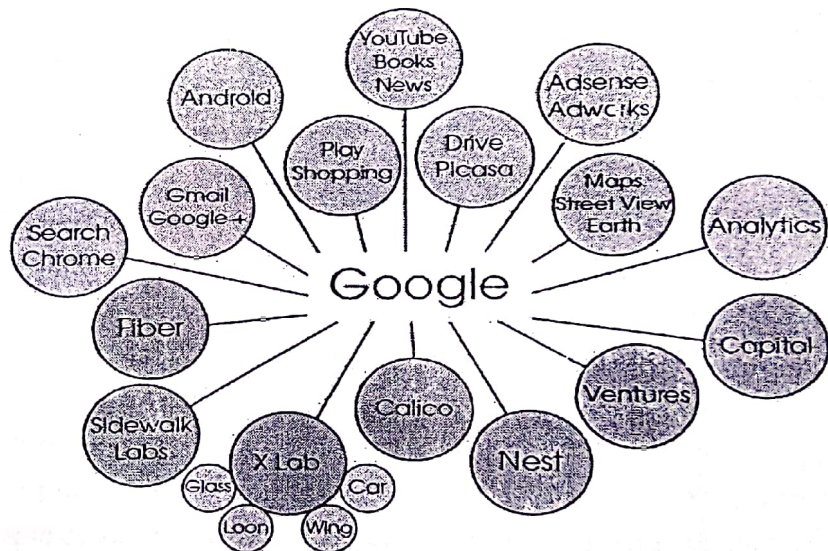 YouTube
Books
News
Android
Adsense
Adworks
Play
Shopping
Drive
Picasa
Gmail
Google+
Maps
Street View
Earth
Search
Chrome
Analytics
Google
Fiber
Capital
Sidewalk
Labs
Calico
Ventures
X Lab
Nest
Glass
Car
Loon
Wing